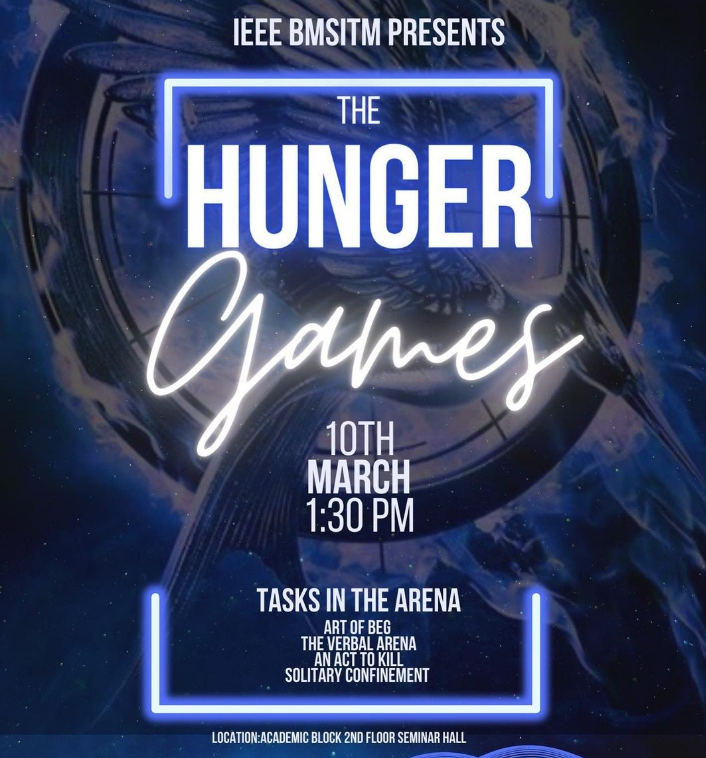 IEEE BMSITM PRESENTS
THE
HUNGER
Games
10TH
MARCH
1:30 PM
TASKS IN THE ARENA
ART OF BEG
THE VERBAL ARENA
AN ACT TO KILL
SOLITARY CONFINEMENT
LOCATION:ACADEMIC BLOCK 2ND FLOOR SEMINAR HALL